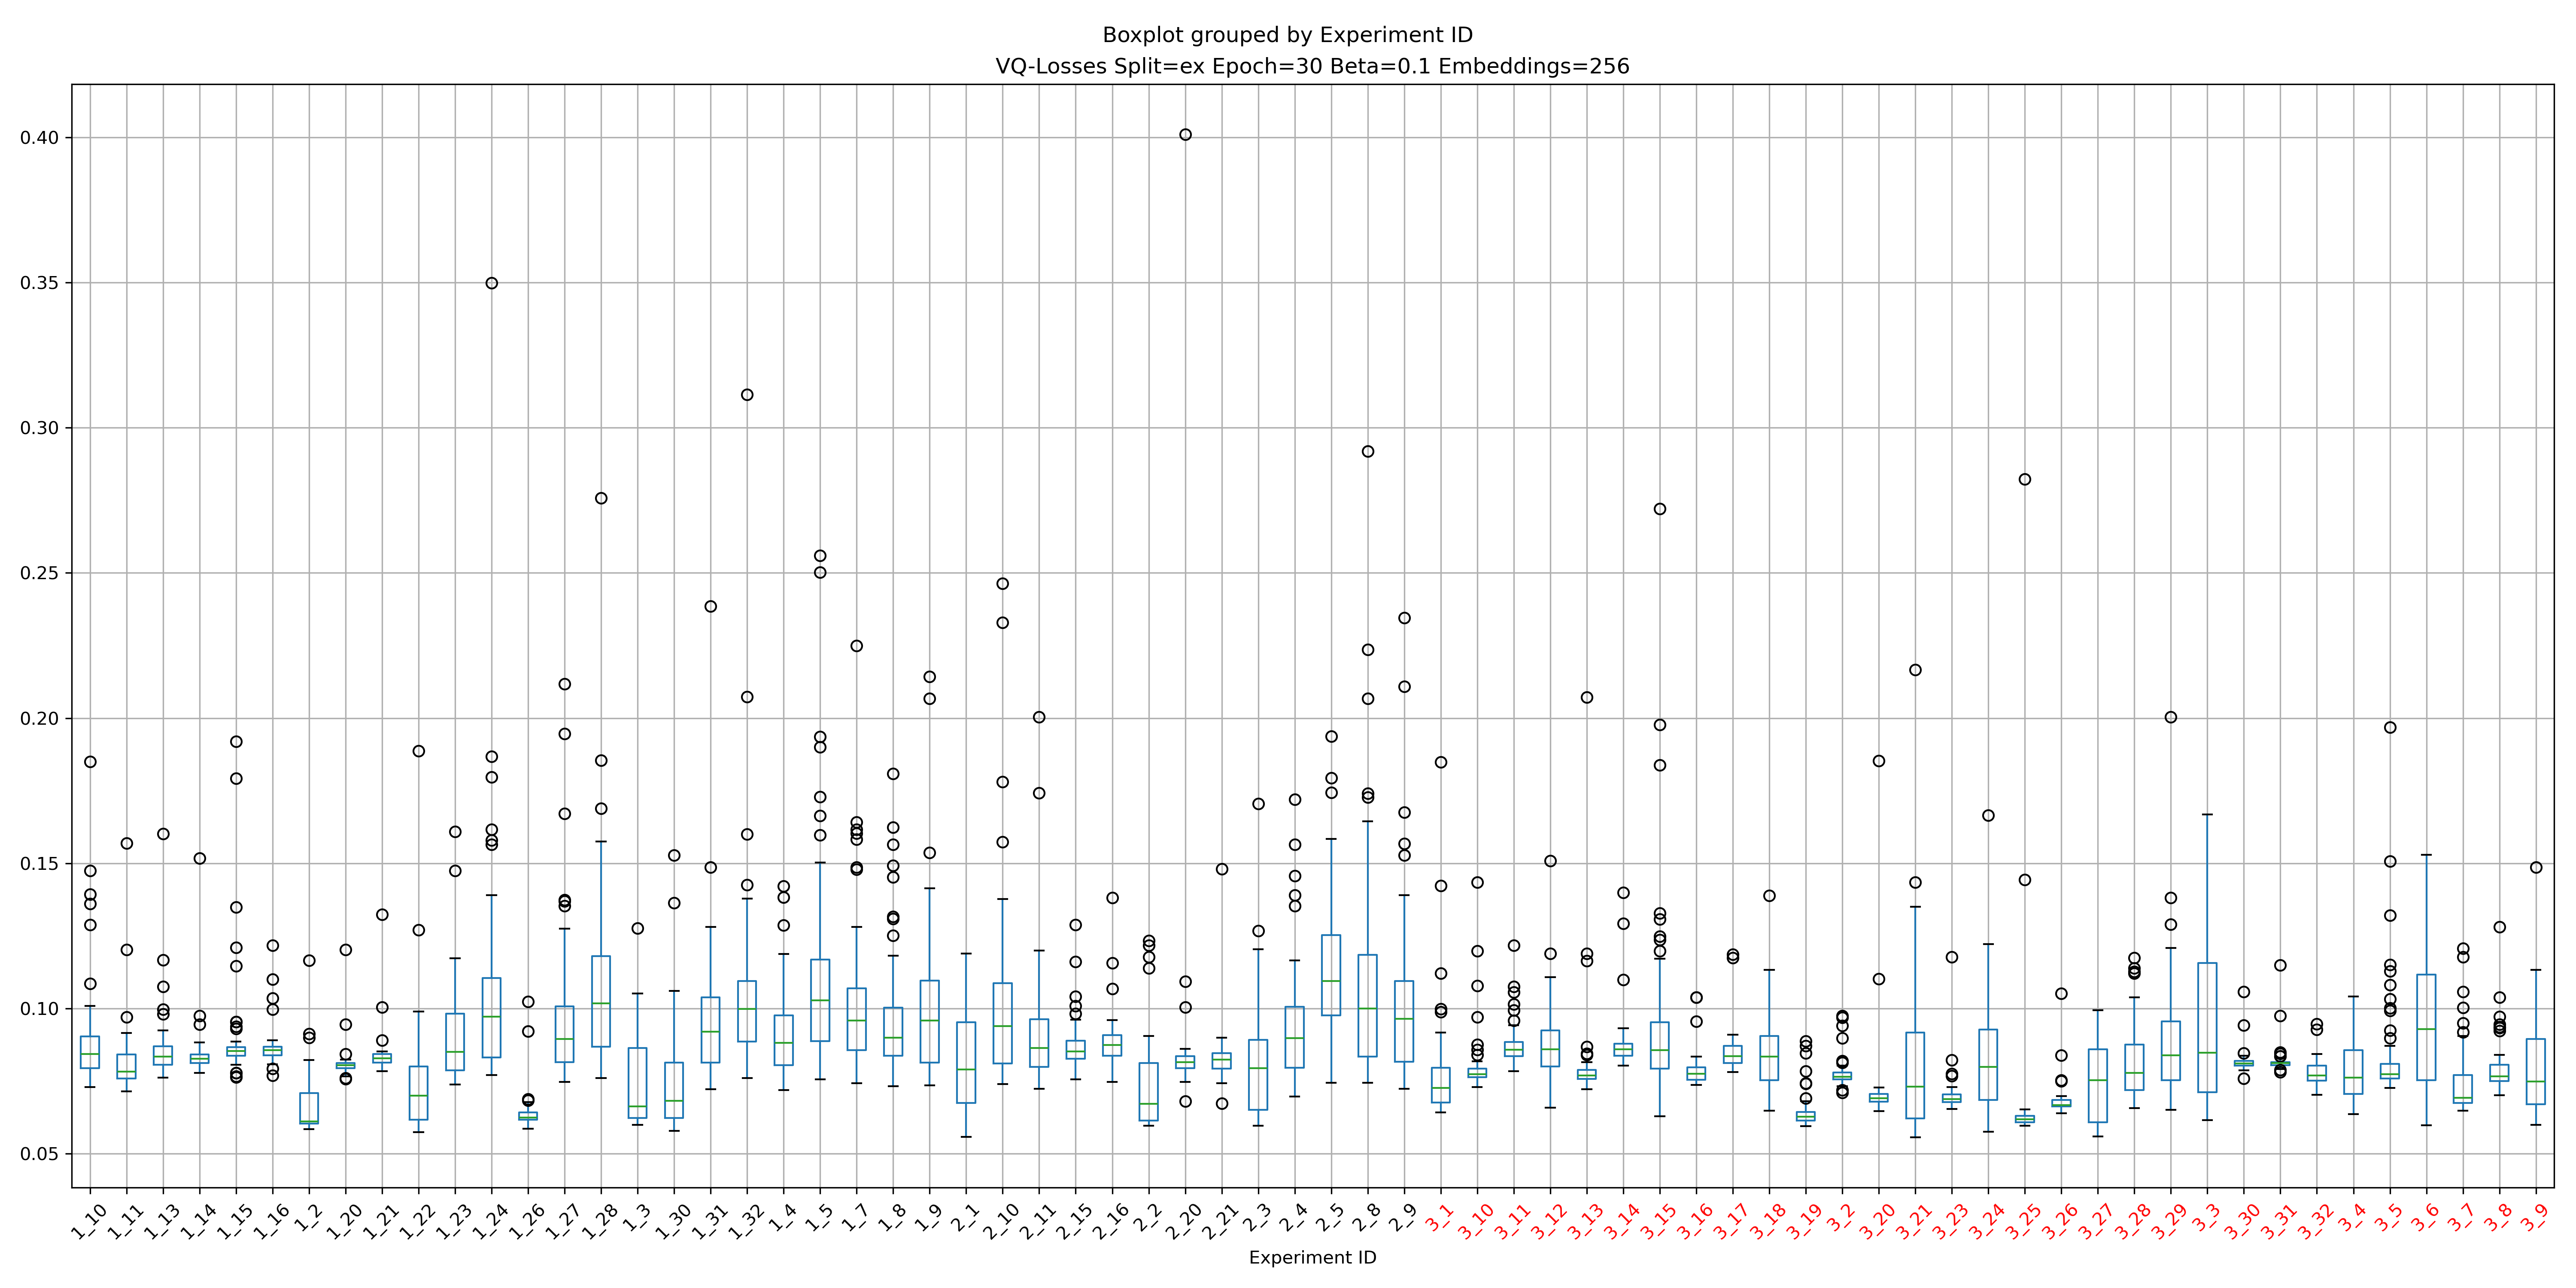 Boxplot grouped by Experiment ID
VQ-Losses Split=ex Epoch=30 Beta=0.1 Embeddings=256
0.40
0.35
0.30
0.25
0.20
0.15
0.10
0.05
1_10 1_11 1_13 1_14 1_15 1_16 1_2 1_20 1_21 1_22 1_23 1_24 1_26 1_27 1_28 1_3 1_30 1_31 1_32 1_4 1_5 1_7 1_8 1_9 2_1 2_10 2_11 2_15 2_16 2_2 2_20 2_21 2_3 2_4 2_5 2_8 2_9 3_1 3_10 3_11 3_12 3_13 3_14 3_15 3_16 3_17 3_18 3_19 3_2 3_20 3_21 3_23 3_24 3_25 3_26 3_27 3_28 3_29 3_3 3_30 3_31 3_32 3_4 3_5 3_6 3_7 3_8 3_9
Experiment ID